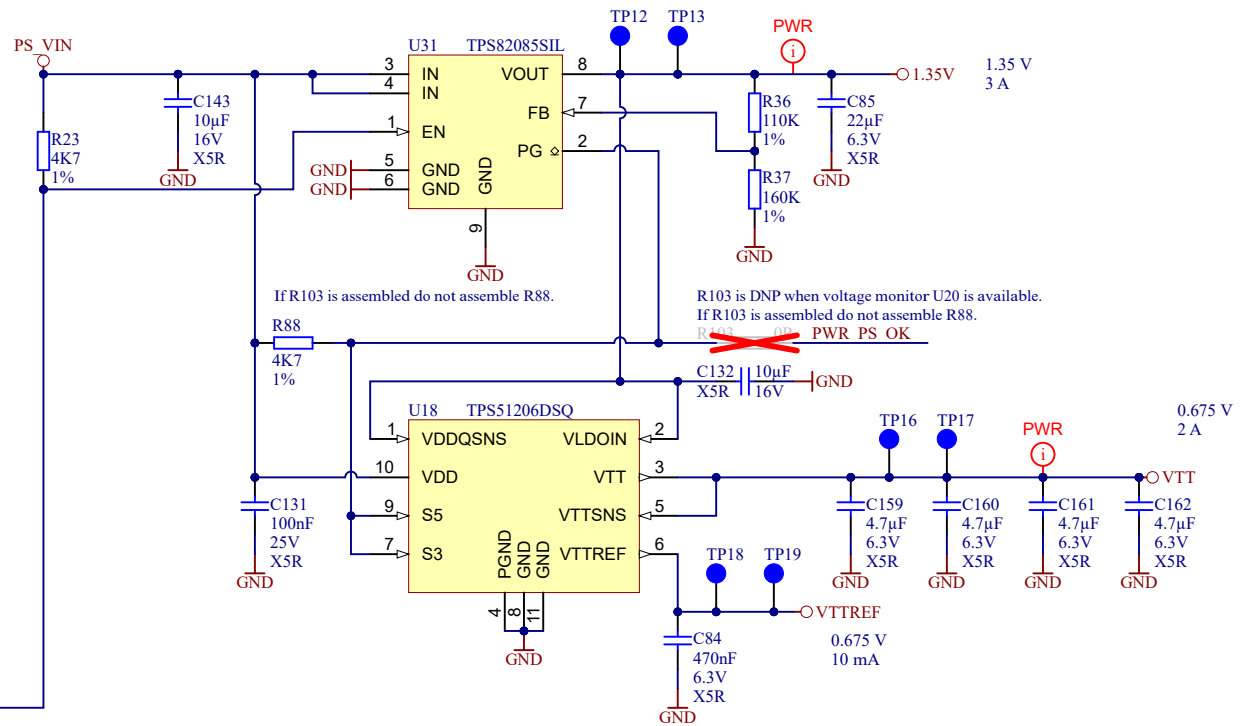 TP12
TP13
PWR
PS_VIN
U31 TPS82085SIL
1.35 V
3 A
3 IN VOUT 8 1.35V
4 IN
C143
10µF
16V
X5R
GND
R23
4K7
1%
1 EN
FB 7
PG 2
GND 5 GND
GND 6 GND
GND
9
GND
R36
110K
1%
R37
160K
1%
GND
C85
22µF
6.3V
X5R
GND
If R103 is assembled do not assemble R88.
R103 is DNP when voltage monitor U20 is available.
If R103 is assembled do not assemble R88.
R88
4K7
1%
R103 0R PWR_PS_OK
C132 10µF
X5R 16V
GND
U18 TPS51206DSQ
1 VDDQSNS VLDOIN 2
10 VDD VTT 3
9 S5 VTTSNS 5
7 S3 VTTREF 6
PGND
GND
GND
4
8
11
GND
C131
100nF
25V
X5R
GND
TP16
TP17
PWR
0.675 V
2 A
VTT
C159
4.7µF
6.3V
X5R
GND
C160
4.7µF
6.3V
X5R
GND
C161
4.7µF
6.3V
X5R
GND
C162
4.7µF
6.3V
X5R
GND
TP18
TP19
VTTREF
0.675 V
10 mA
C84
470nF
6.3V
X5R
GND